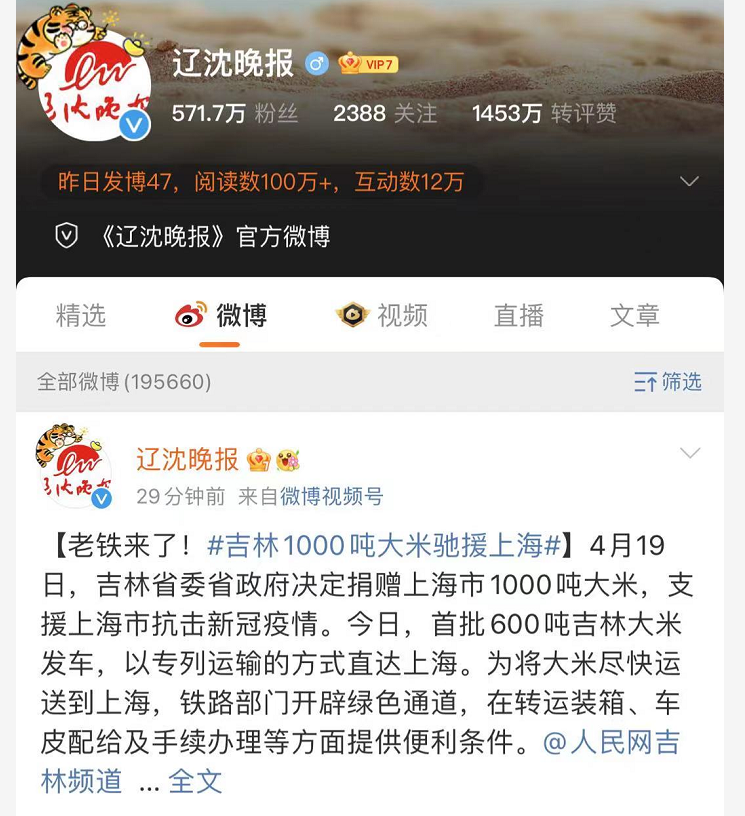 辽沈晚报 VIP7
571.7万 粉丝 2388 关注 1453万 转评赞
昨日发博47，阅读数100万+，互动数12万
《辽沈晚报》官方微博
精选 微博 视频 直播 文章
全部微博(195660) 筛选
辽沈晚报
29分钟前 来自微博视频号
【老铁来了！#吉林1000吨大米驰援上海#】4月19
日，吉林省委省政府决定捐赠上海市1000吨大米，支
援上海市抗击新冠疫情。今日，首批600吨吉林大米
发车，以专列运输的方式直达上海。为将大米尽快运
送到上海，铁路部门开辟绿色通道，在转运装箱、车
皮配给及手续办理等方面提供便利条件。@人民网吉
林频道 ... 全文